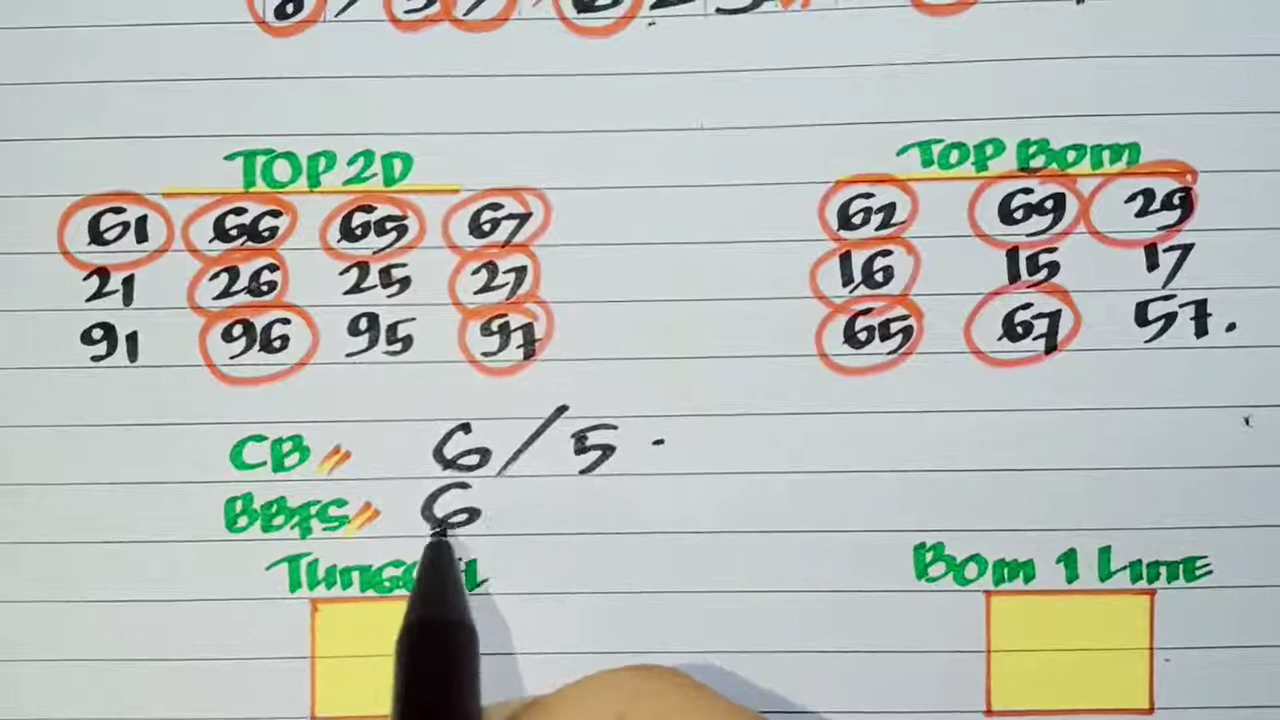 TOP 2D
61 66 65 67
21 26 25 27
91 96 95 97
TOP Bom
62 69 29
16 15 17
65 67 57.
CB 6/5.
BBFS 6
Bom 1 LINE